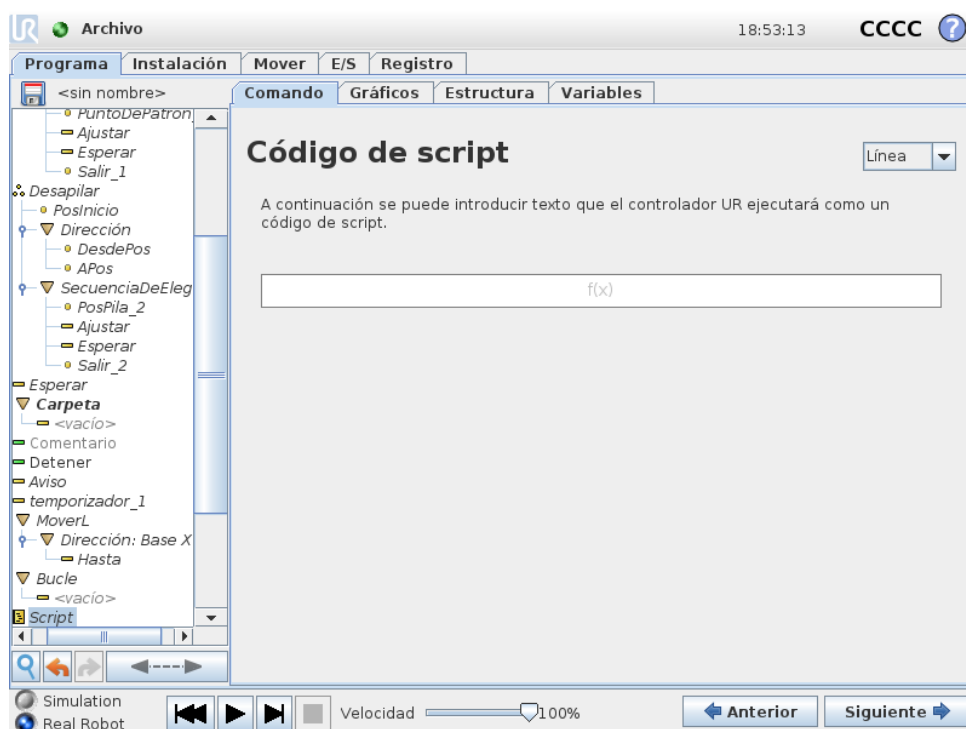 UR Archivo 18:53:13 CCCC ?
Programa Instalación Mover E/S Registro
<sin nombre> Comando Gráficos Estructura Variables
PuntoDePatron_
Ajustar
Esperar
Salir_1
Desapilar
PosInicio
Dirección
DesdePos
APos
SecuenciaDeEleg
PosPila_2
Ajustar
Esperar
Salir_2
Esperar
Carpeta
<vacío>
Comentario
Detener
Aviso
temporizador_1
MoverL
Dirección: Base X
Hasta
Bucle
<vacío>
Script
Código de script
Línea
A continuación se puede introducir texto que el controlador UR ejecutará como un
código de script.
f(x)
Simulation
Real Robot
Velocidad 100%
Anterior Siguiente